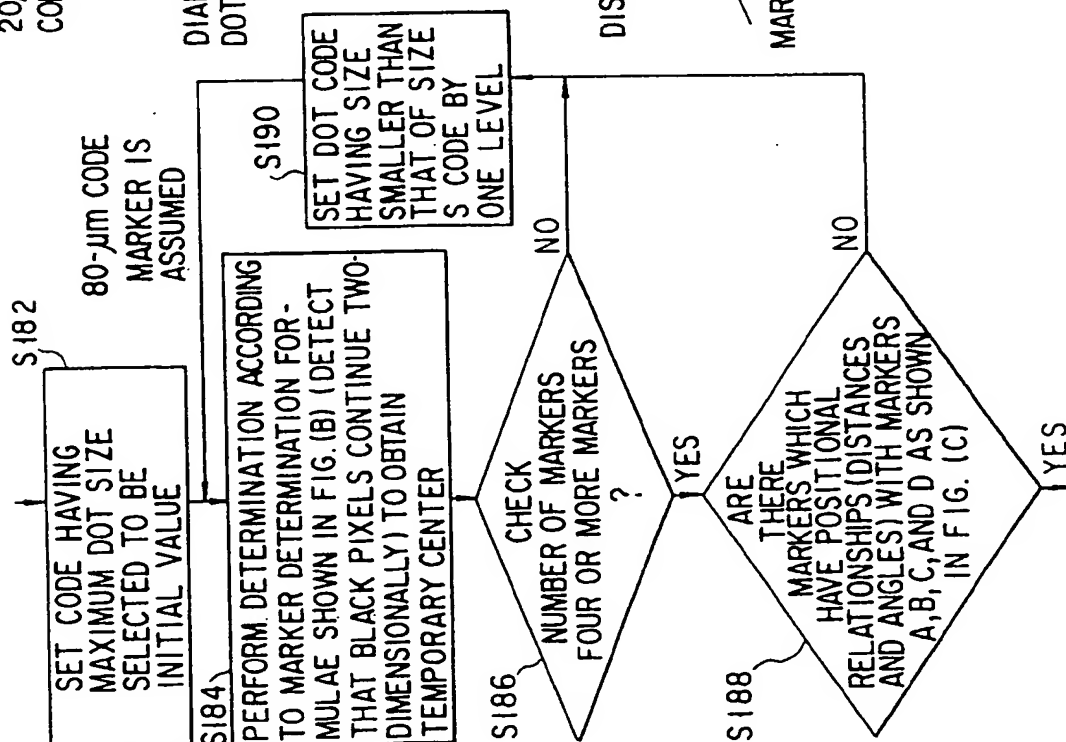 S182
SET CODE HAVING
MAXIMUM DOT SIZE
SELECTED TO BE
INITIAL VALUE
80-µm CODE
MARKER IS
ASSUMED
S184
PERFORM DETERMINATION ACCORDING
TO MARKER DETERMINATION FOR-
MULAE SHOWN IN FIG. (B) (DETECT
THAT BLACK PIXELS CONTINUE TWO-
DIMENSIONALLY) TO OBTAIN
TEMPORARY CENTER
S190
SET DOT CODE
HAVING SIZE
SMALLER THAN
THAT OF SIZE
S CODE BY
ONE LEVEL
S186
CHECK
NUMBER OF MARKERS
FOUR OR MORE MARKERS
?
NO
YES
S188
ARE
THERE
MARKERS WHICH
HAVE POSITIONAL
RELATIONSHIPS (DISTANCES
AND ANGLES) WITH MARKERS
A, B, C, AND D AS SHOWN
IN FIG. (C)
NO
YES
20
CO
DIA
DOT
DIS
MAR